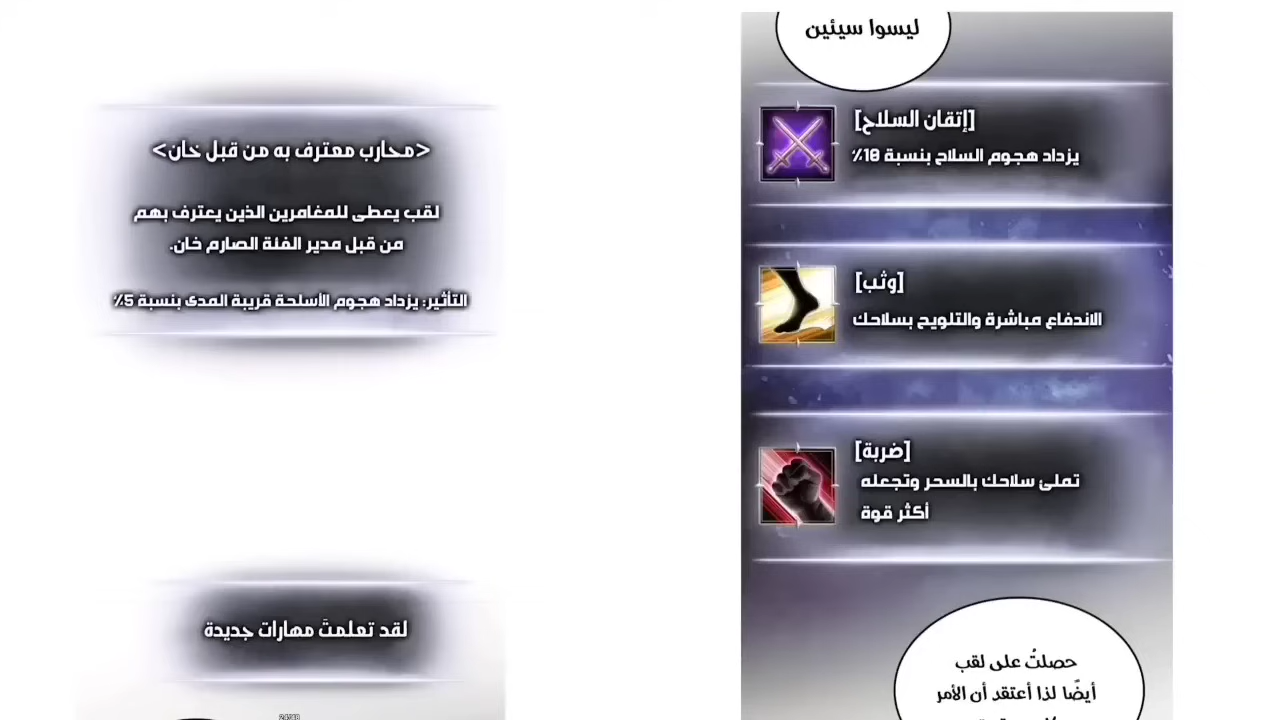 <محارب معترف به من قبل خان>
لقب يعطى للمغامرين الذين يعترف بهم
من قبل مدير الفئة الصارم خان.
التأثير: يزداد هجوم الأسلحة قريبة المدى بنسبة 5%
لقد تعلمتَ مهارات جديدة
ليسوا سيئين
[إتقان السلاح]
يزداد هجوم السلاح بنسبة 10%
[وثب]
الاندفاع مباشرة والتلويح بسلاحك
[ضربة]
تملئ سلاحك بالسحر وتجعله
أكثر قوة
حصلتُ على لقب
أيضًا لذا أعتقد أن الأمر